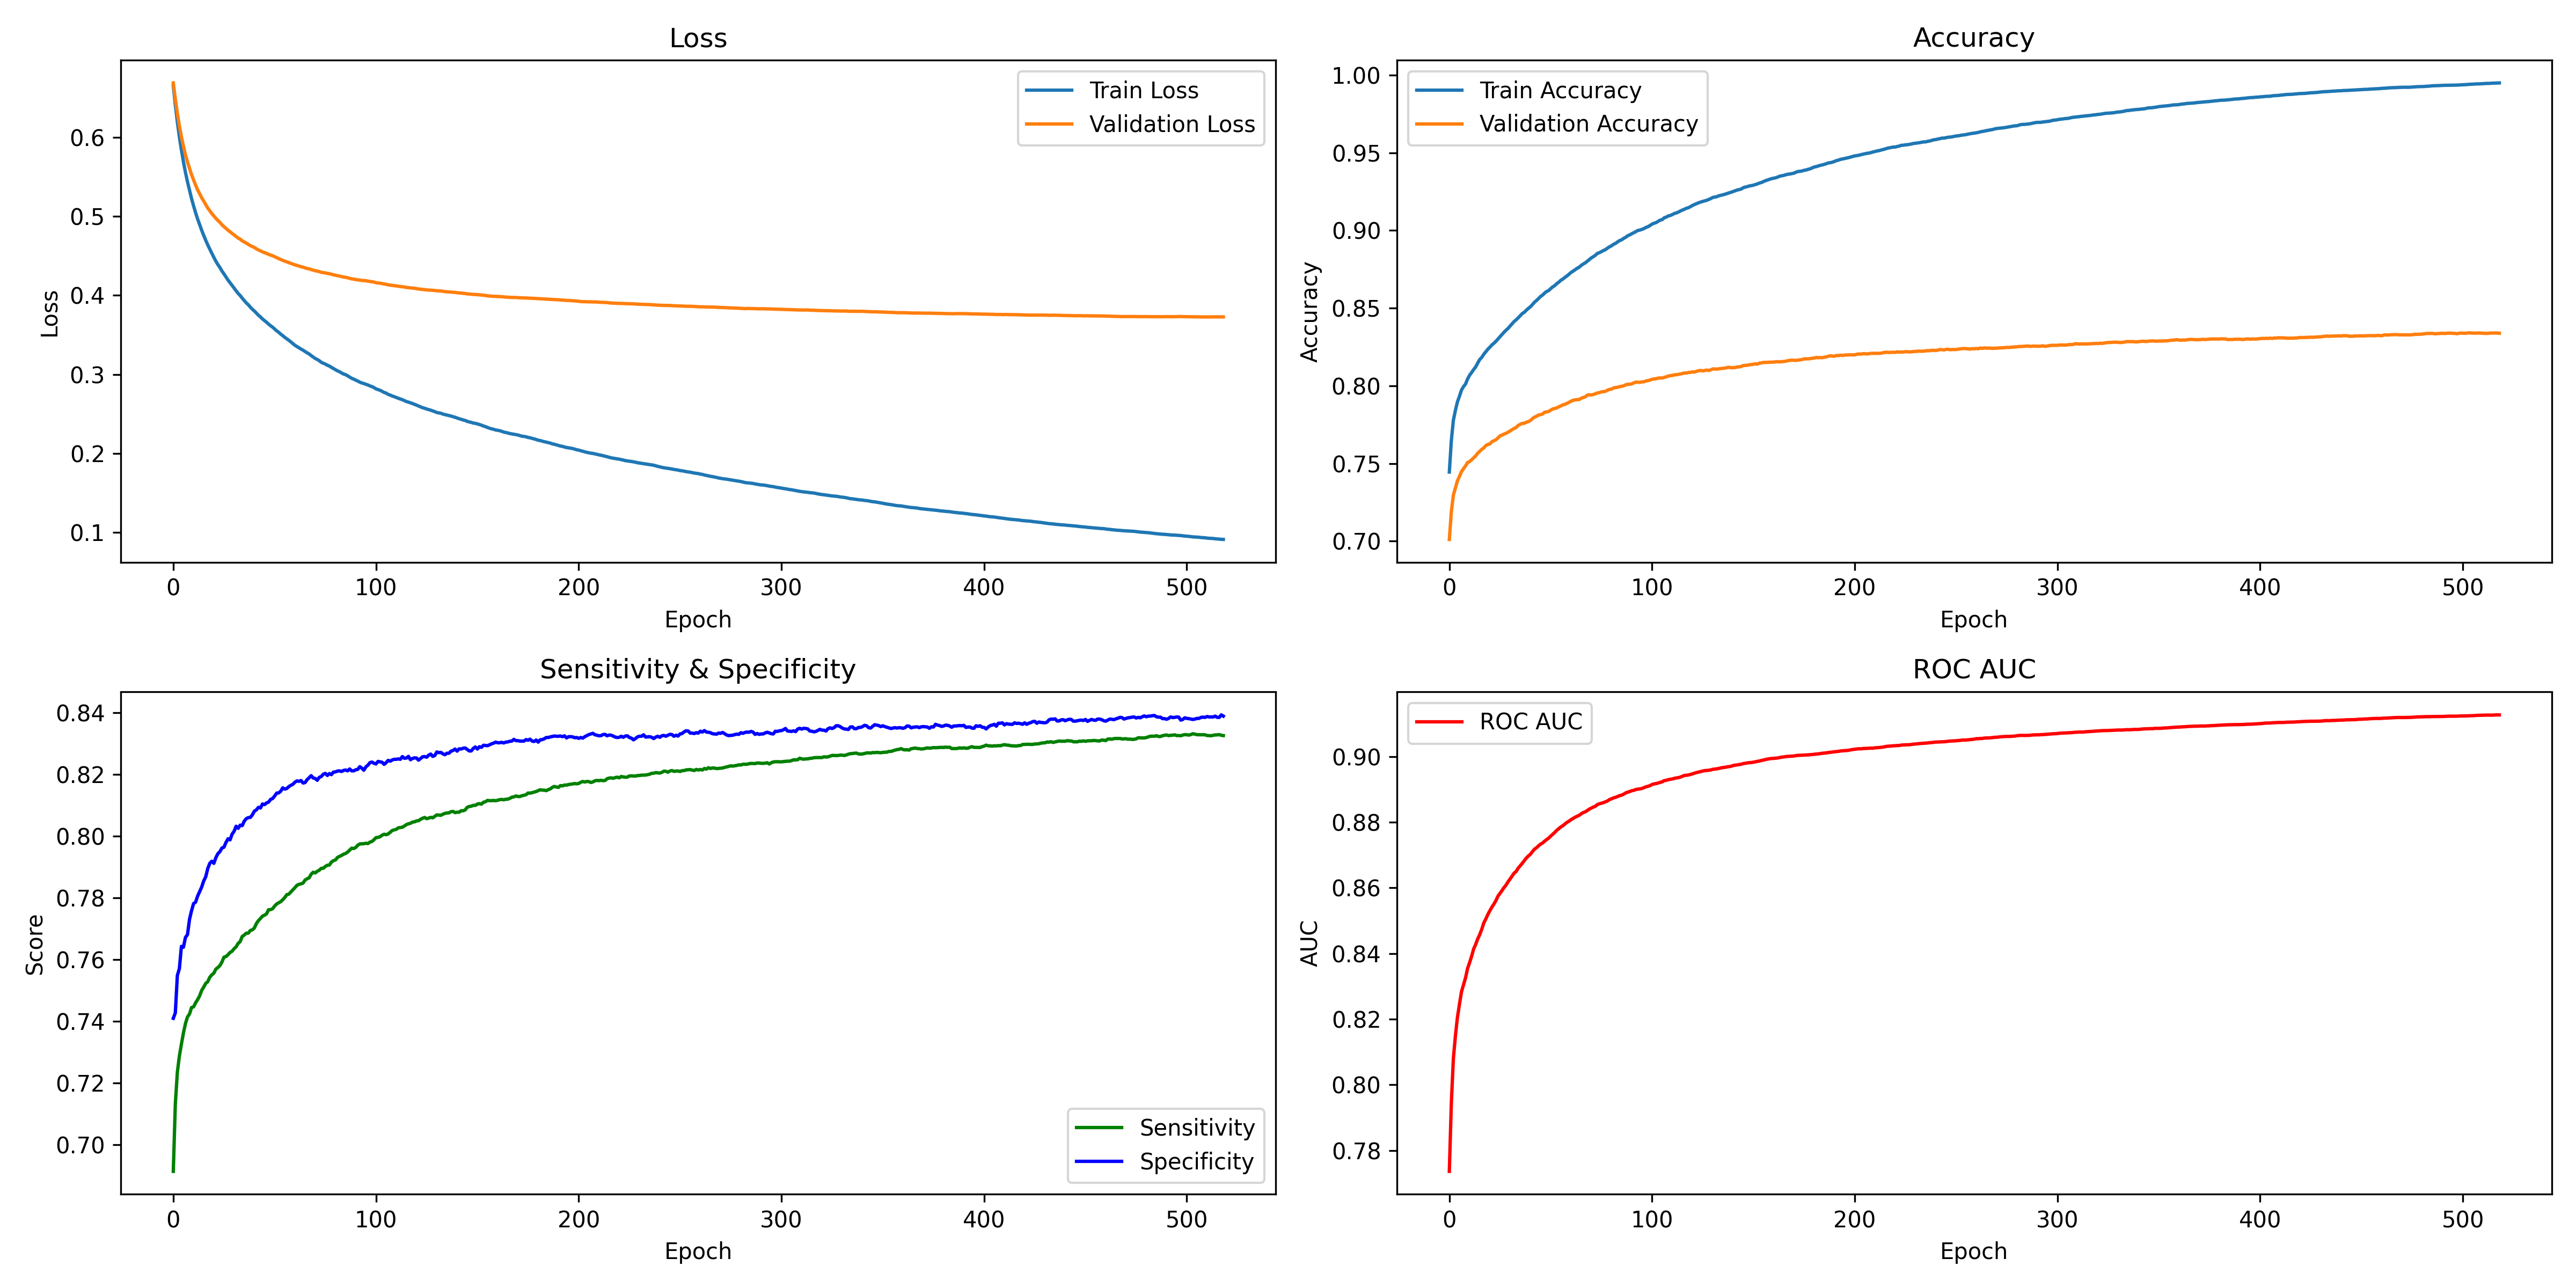 Loss
Train Loss
Validation Loss
0.6
0.5
0.4
0.3
0.2
0.1
Loss
0 100 200 300 400 500
Epoch
Accuracy
Train Accuracy
Validation Accuracy
1.00
0.95
0.90
0.85
0.80
0.75
0.70
Accuracy
0 100 200 300 400 500
Epoch
Sensitivity & Specificity
0.84
0.82
0.80
0.78
0.76
0.74
0.72
0.70
Score
Sensitivity
Specificity
0 100 200 300 400 500
Epoch
ROC AUC
ROC AUC
0.90
0.88
0.86
0.84
0.82
0.80
0.78
AUC
0 100 200 300 400 500
Epoch